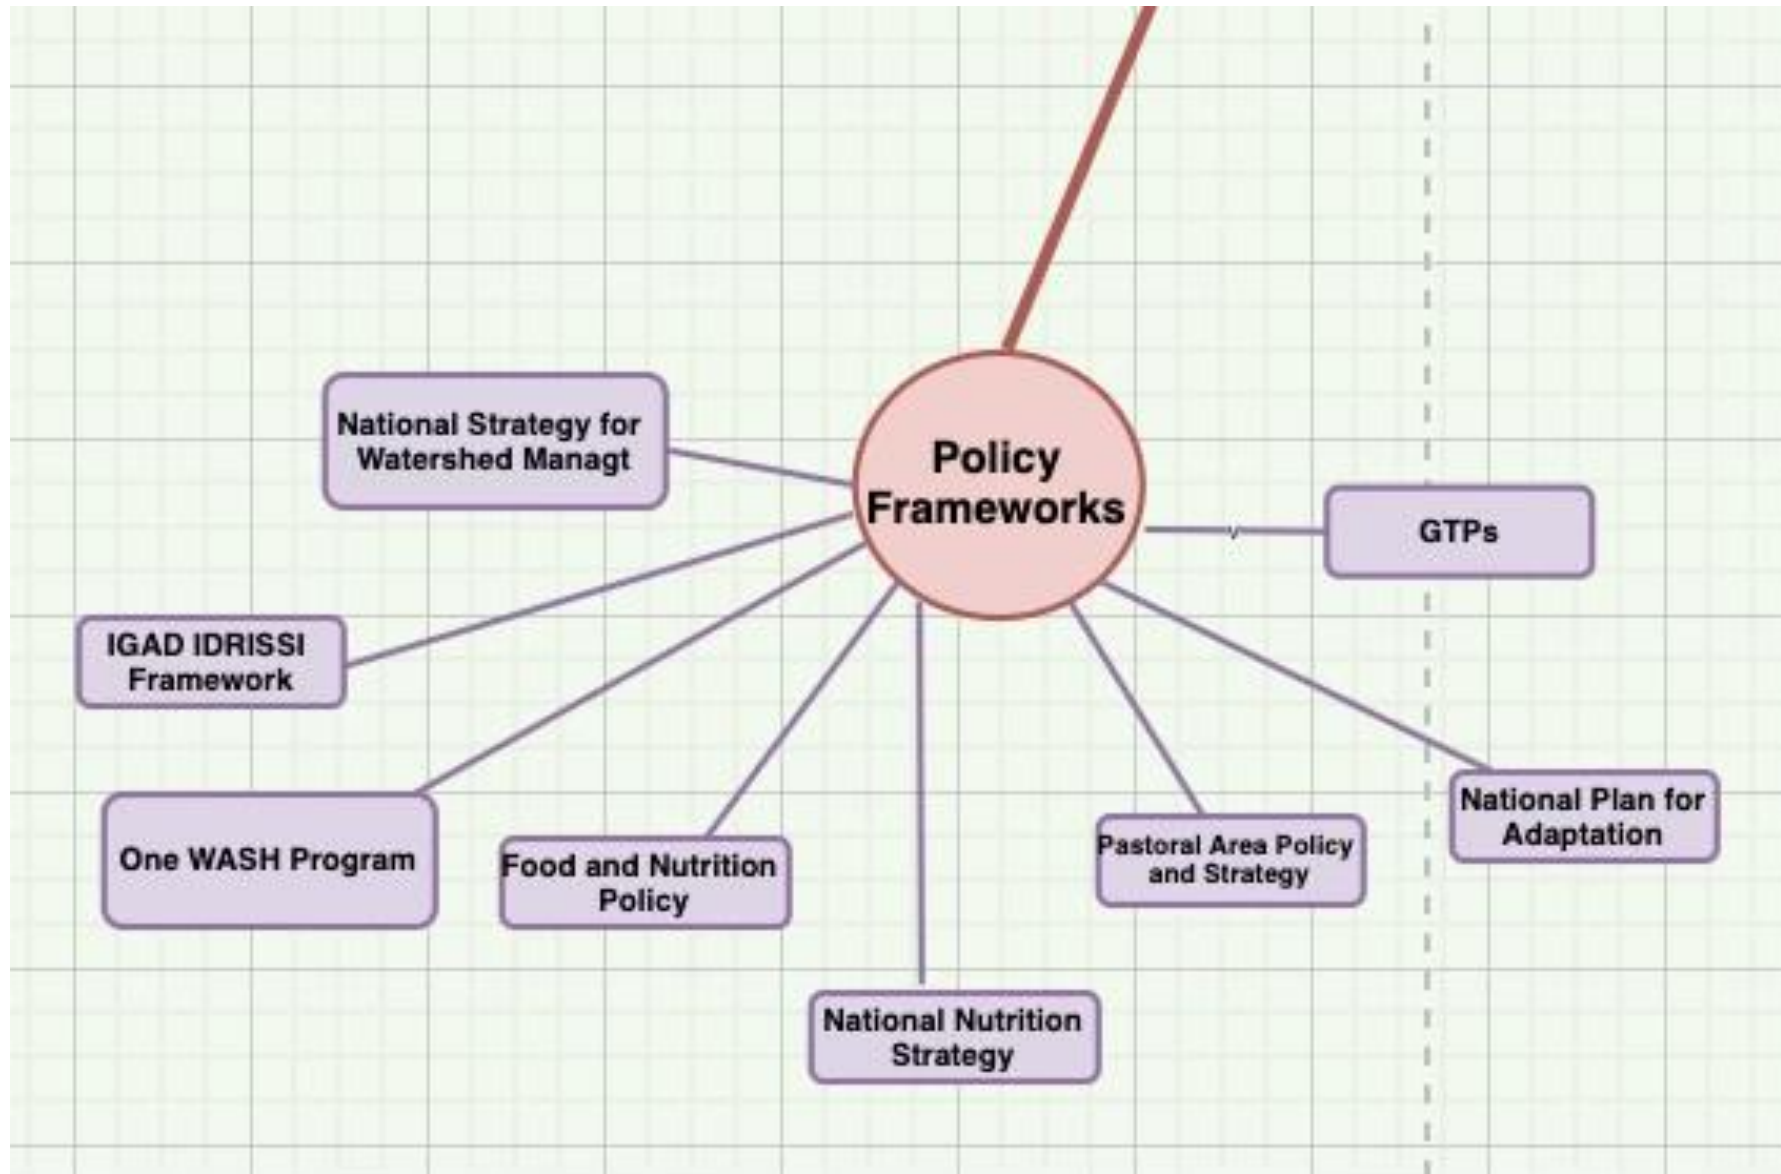 Policy
Frameworks
National Strategy for
Watershed Managt
GTPs
IGAD IDRISSI
Framework
One WASH Program
Food and Nutrition
Policy
National Nutrition
Strategy
Pastoral Area Policy
and Strategy
National Plan for
Adaptation